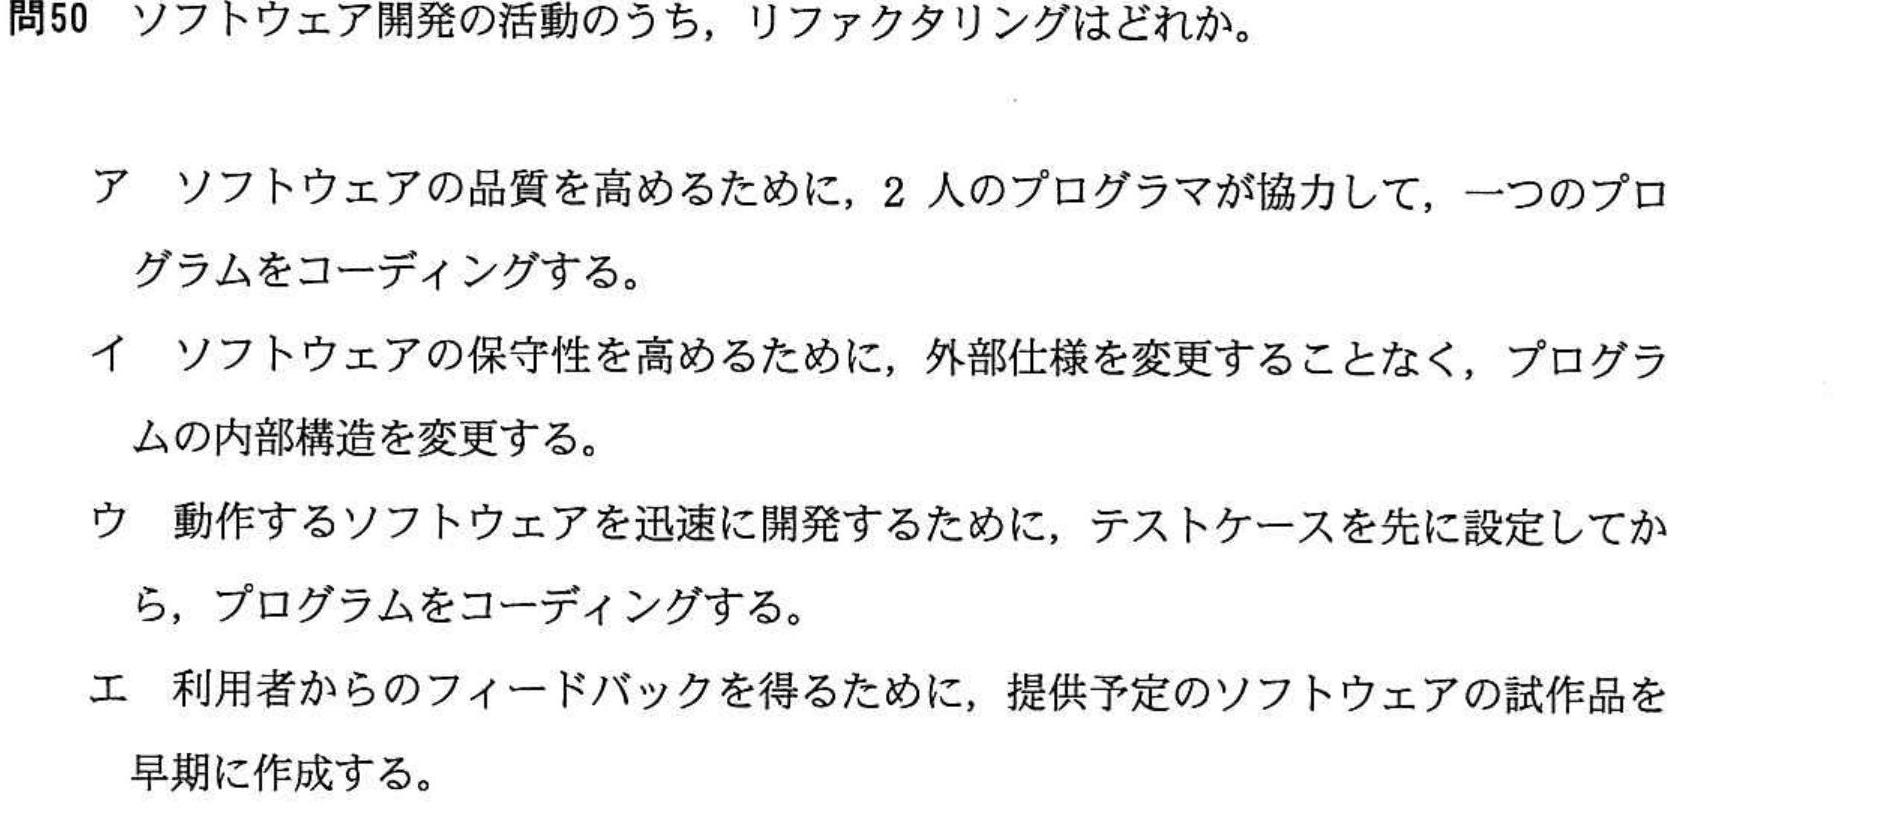 問50 ソフトウェア開発の活動のうち，リファクタリングはどれか。
ア ソフトウェアの品質を高めるために，2 人のプログラマが協力して，一つのプロ
グラムをコーディングする。
イ ソフトウェアの保守性を高めるために，外部仕様を変更することなく，プログラ
ムの内部構造を変更する。
ウ 動作するソフトウェアを迅速に開発するために，テストケースを先に設定してか
ら，プログラムをコーディングする。
エ 利用者からのフィードバックを得るために，提供予定のソフトウェアの試作品を
早期に作成する。